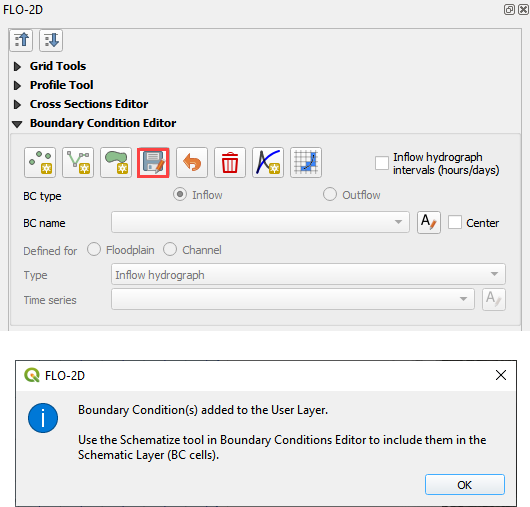 FLO-2D
Grid Tools
Profile Tool
Cross Sections Editor
Boundary Condition Editor
Inflow hydrograph
intervals (hours/days)
BC type
Inflow
Outflow
BC name
A
Center
Defined for
Floodplain
Channel
Type
Inflow hydrograph
Time series
A
FLO-2D
Boundary Condition(s) added to the User Layer.
Use the Schematize tool in Boundary Conditions Editor to include them in the
Schematic Layer (BC cells).
OK